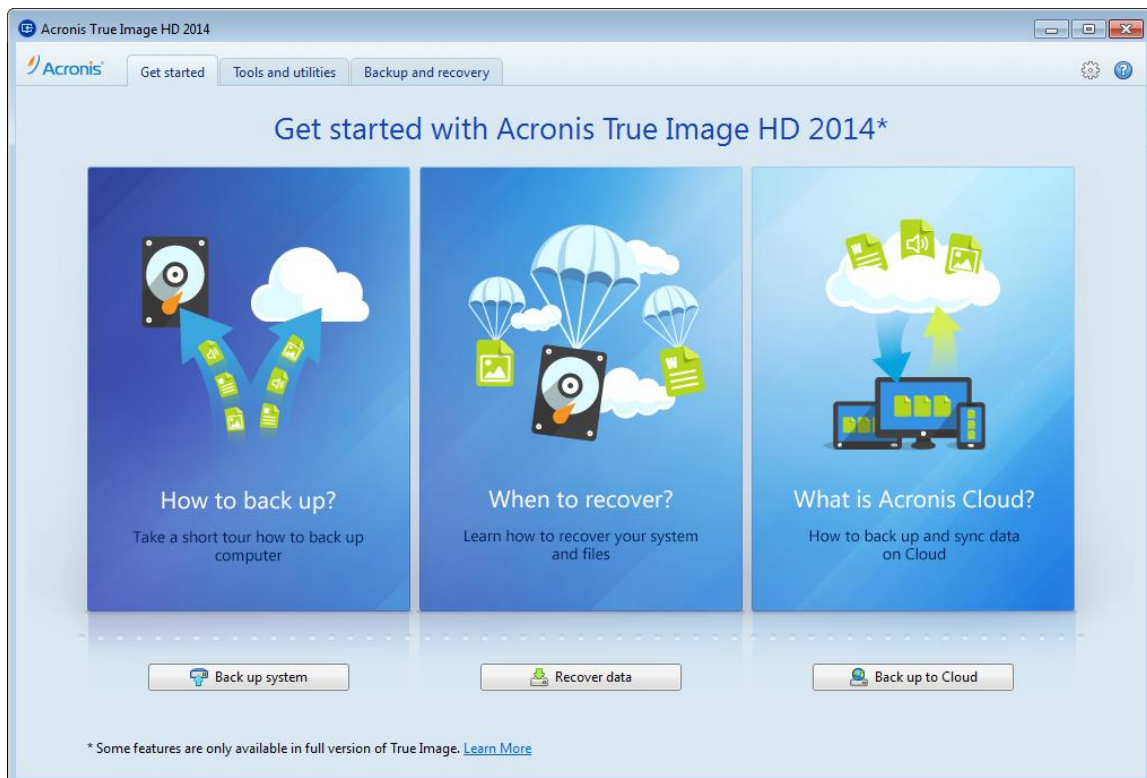 Acronis True Image HD 2014
Acronis
Get started
Tools and utilities
Backup and recovery
?
Get started with Acronis True Image HD 2014*
How to back up?
Take a short tour how to back up
computer
When to recover?
Learn how to recover your system
and files
What is Acronis Cloud?
How to back up and sync data
on Cloud
W
W
Back up system
Recover data
Back up to Cloud
* Some features are only available in full version of True Image. Learn More